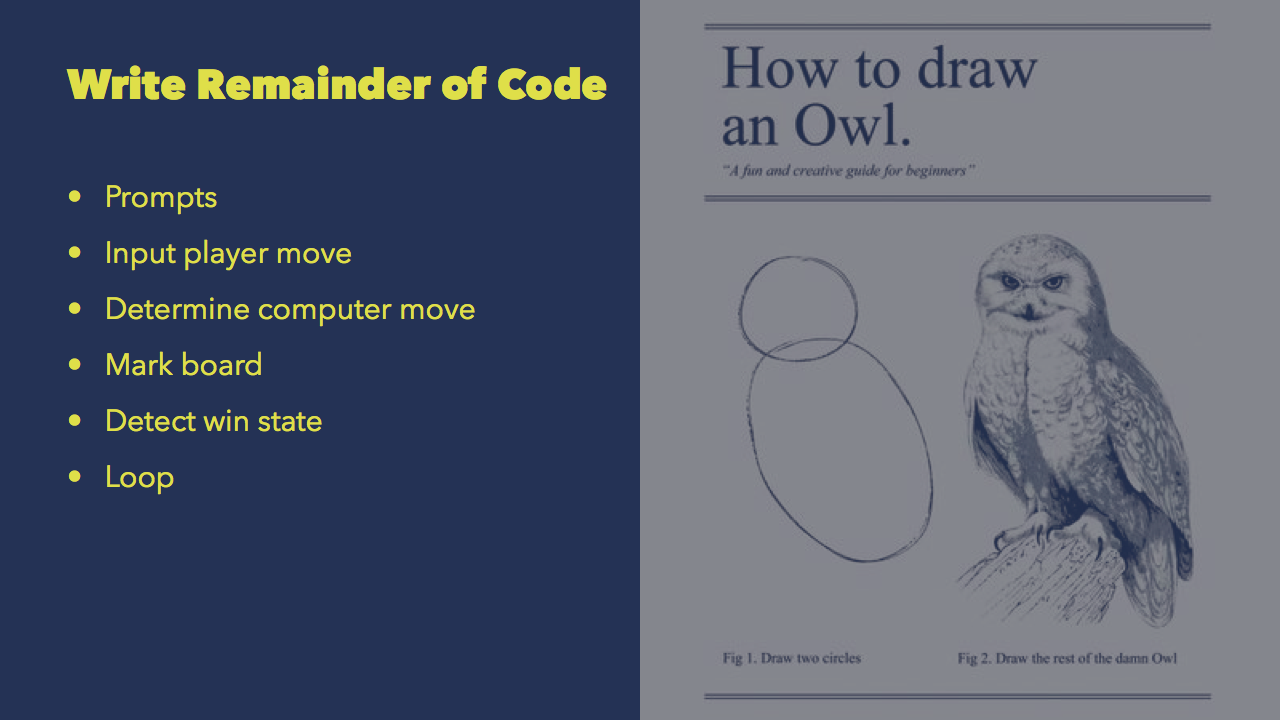 Write Remainder of Code
• Prompts
• Input player move
• Determine computer move
• Mark board
• Detect win state
• Loop
How to draw
an Owl.
“A fun and creative guide for beginners”
Fig 1. Draw two circles
Fig 2. Draw the rest of the damn Owl